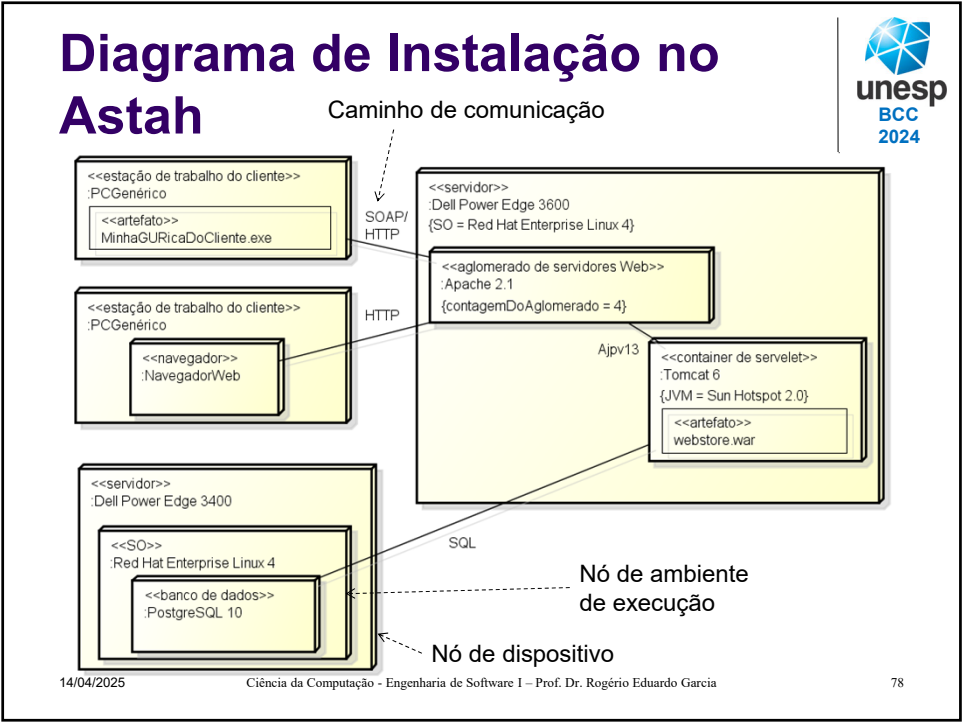 Diagrama de Instalação no
Astah
unesp
BCC
2024
Caminho de comunicação
<<estação de trabalho do cliente>>
:PCGenérico
<<artefato>>
MinhaGURicaDoCliente.exe
SOAP/
HTTP
<<servidor>>
:Dell Power Edge 3600
{SO = Red Hat Enterprise Linux 4}
<<aglomerado de servidores Web>>
:Apache 2.1
{contagemDoAglomerado = 4}
<<estação de trabalho do cliente>>
:PCGenérico
<<navegador>>
:NavegadorWeb
HTTP
Ajpv13
<<container de servelet>>
:Tomcat 6
{JVM = Sun Hotspot 2.0}
<<artefato>>
webstore.war
<<servidor>>
:Dell Power Edge 3400
<<SO>>
:Red Hat Enterprise Linux 4
<<banco de dados>>
:PostgreSQL 10
SQL
Nó de ambiente
de execução
Nó de dispositivo
14/04/2025
Ciência da Computação - Engenharia de Software I – Prof. Dr. Rogério Eduardo Garcia
78